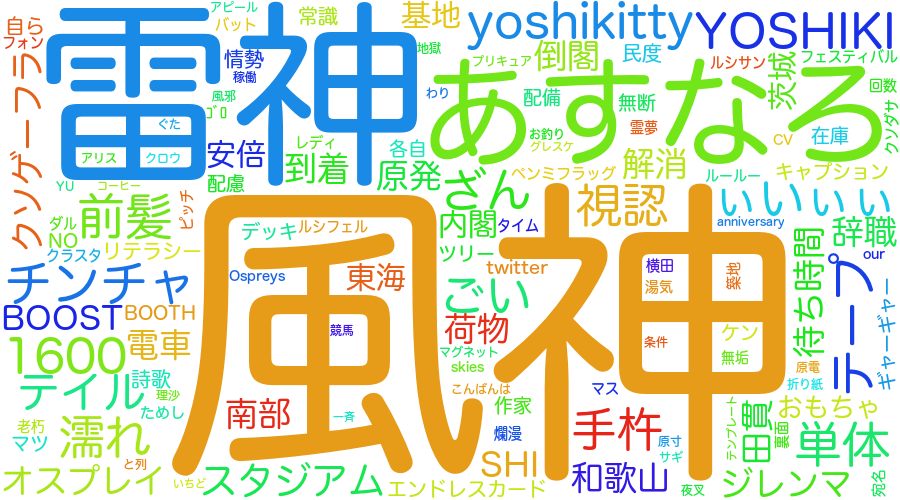 自ら
フォン
雷神
アピール
バット
常識
基地
yoshikitty
YOSHIKI
情勢
稼働
地獄
プリキュア
倒閣
民度
ルシサン
フェスティバル
クソゲーフラ
風邪
ゴロ
わり
あすなろ
配備
無断
茨城
回数
クンダサ
ぐた
お釣り
グレスケ
霊夢
CV
在庫
アリス
クロウ
安倍
レディ
到着
各自
原発
ペンミフラッグ
解消
ルールー
キャプション
YU
コーヒー
配慮
ざん
視認
いいぃぃ
ダル
NO
前髪
ピッチ
デッキ
ルシフェル
内閣
タイム
anniversary
辞職
クラスタ
リテラシー
ツリー
our
チンチャ
Ospreys
東海
twitter
横田
築地
待ち時間
風神
ごい
湯気
テープ
ギャーギャー
BOOST
BOOTH
荷物
1600
電車
競馬
マグネット
skies
条件
ケン
無垢
原電
折り紙
テイル
詩歌
理沙
ためし
こんぱんは
マス
南部
一斉
作家
手杵
テンプレート
田貫
裏面
おもちゃ
老朽
マツ
濡れ
爛漫
原寸
サギ
単体
と列
SHI
和歌山
オスプレイ
いちど
スタジアム
エンドレスカード
夜叉
ジレンマ
宛名